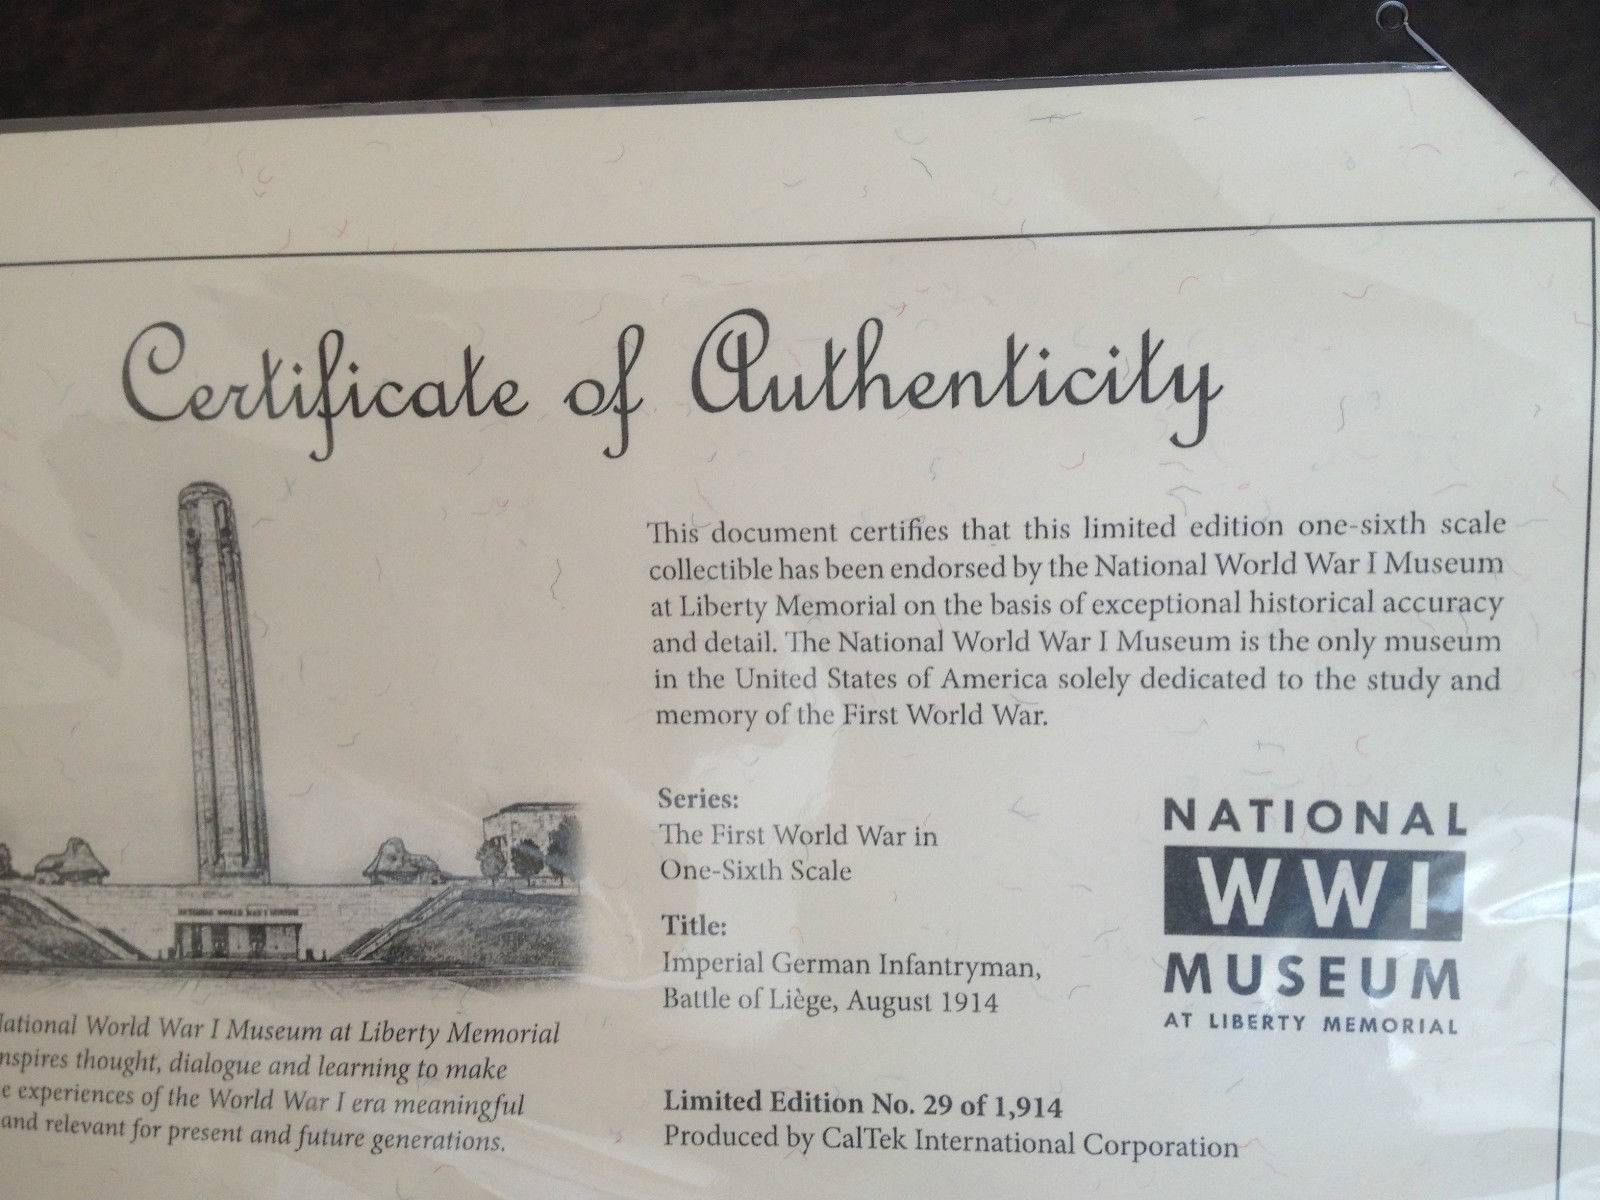 Certificate of Authenticity
This document certifies that this limited edition one-sixth scale
collectible has been endorsed by the National World War I Museum
at Liberty Memorial on the basis of exceptional historical accuracy
and detail. The National World War I Museum is the only museum
in the United States of America solely dedicated to the study and
memory of the First World War.
Series:
The First World War in
One-Sixth Scale
Title:
Imperial German Infantryman,
Battle of Liège, August 1914
Limited Edition No. 29 of 1,914
Produced by CalTek International Corporation
NATIONAL
WWI
MUSEUM
AT LIBERTY MEMORIAL
NATIONAL WORLD WAR I MUSEUM
National World War I Museum at Liberty Memorial
nspires thought, dialogue and learning to make
e experiences of the World War I era meaningful
and relevant for present and future generations.